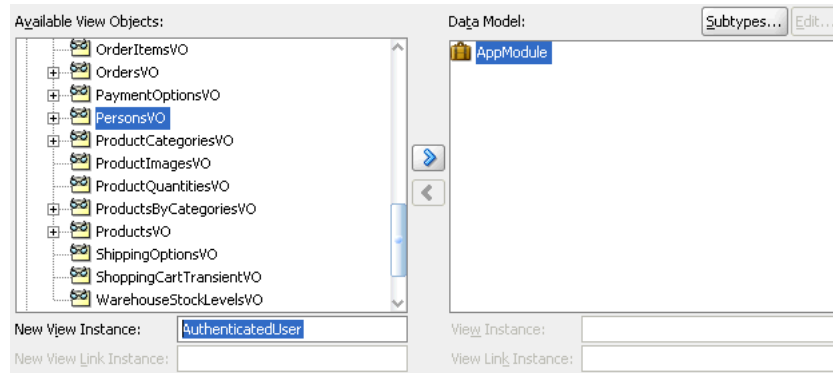 Available View Objects:
OrderItemsVO
OrdersVO
PaymentOptionsVO
PersonsVO
ProductCategoriesVO
ProductImagesVO
ProductQuantitiesVO
ProductsByCategoriesVO
ProductsVO
ShippingOptionsVO
ShoppingCartTransientVO
WarehouseStockLevelsVO
New View Instance: AuthenticatedUser
New View Link Instance:
Data Model: Subtypes... Edit...
AppModule
View Instance:
View Link Instance: